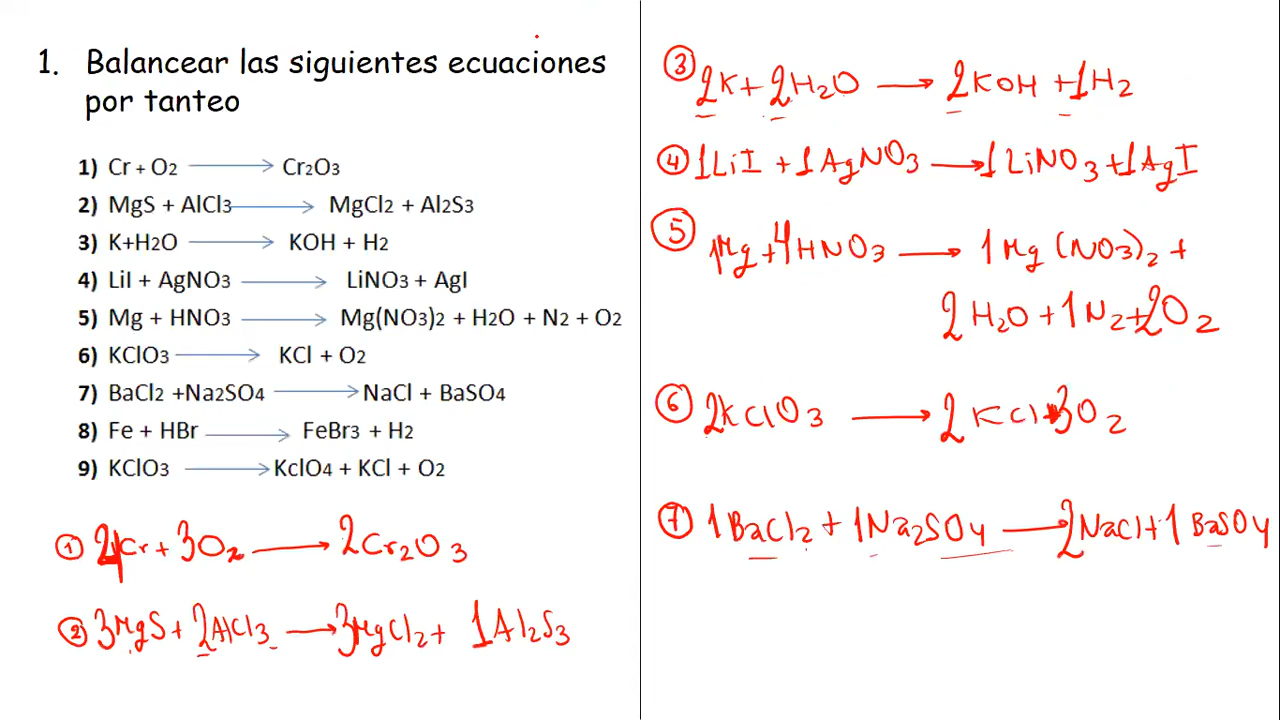 1. Balancear las siguientes ecuaciones
por tanteo
1) Cr + O2 → Cr2O3
2) MgS + AlCl3 → MgCl2 + Al2S3
3) K+H2O → KOH + H2
4) LiI + AgNO3 → LiNO3 + AgI
5) Mg + HNO3 → Mg(NO3)2 + H2O + N2 + O2
6) KClO3 → KCl + O2
7) BaCl2 +Na2SO4 → NaCl + BaSO4
8) Fe + HBr → FeBr3 + H2
9) KClO3 → KclO4 + KCl + O2
① 4Cr + 3O2 → 2Cr2O3
② 3MgS + 2AlCl3 → 3MgCl2 + 1Al2S3
③ 2K + 2H2O → 2KOH + 1H2
④ 1LiI + 1AgNO3 → 1LiNO3 + 1AgI
⑤ 1Mg + 4HNO3 → 1Mg(NO3)2 +
2H2O + 1N2 + 2O2
⑥ 2KClO3 → 2KCl + 3O2
⑦ 1BaCl2 + 1Na2SO4 → 2NaCl + 1BaSO4